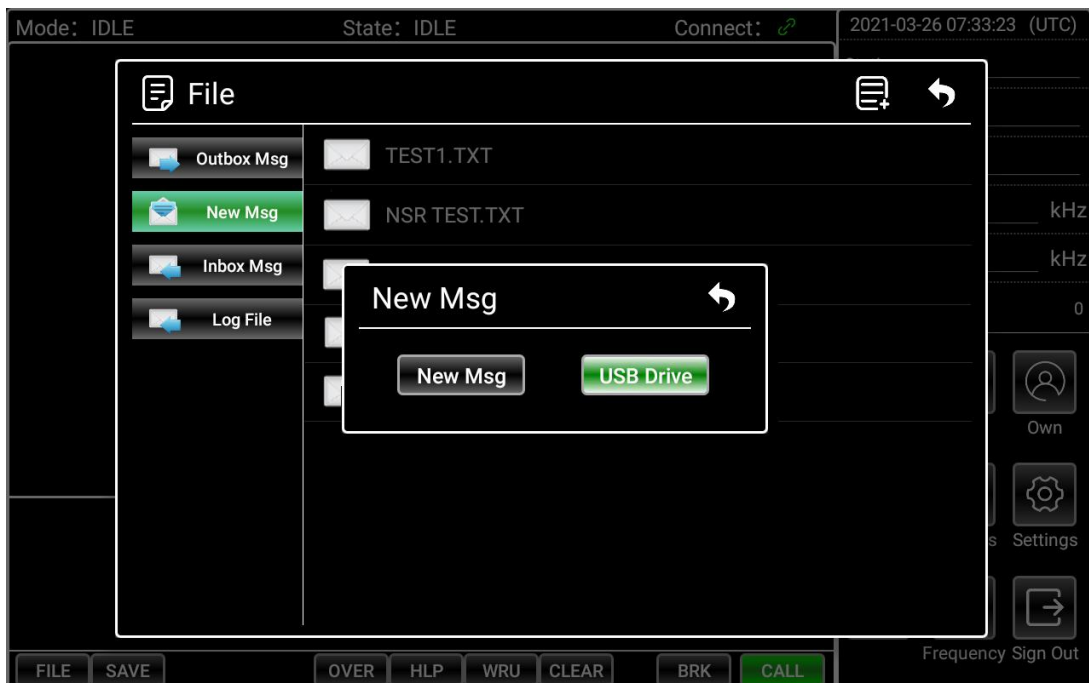 Mode: IDLE State: IDLE Connect: 2021-03-26 07:33:23 (UTC)
File
Outbox Msg
New Msg
Inbox Msg
Log File
TEST1.TXT
NSR TEST.TXT
New Msg
New Msg USB Drive
kHz
kHz
0
Own
s Settings
Frequency Sign Out
FILE SAVE OVER HLP WRU CLEAR BRK CALL